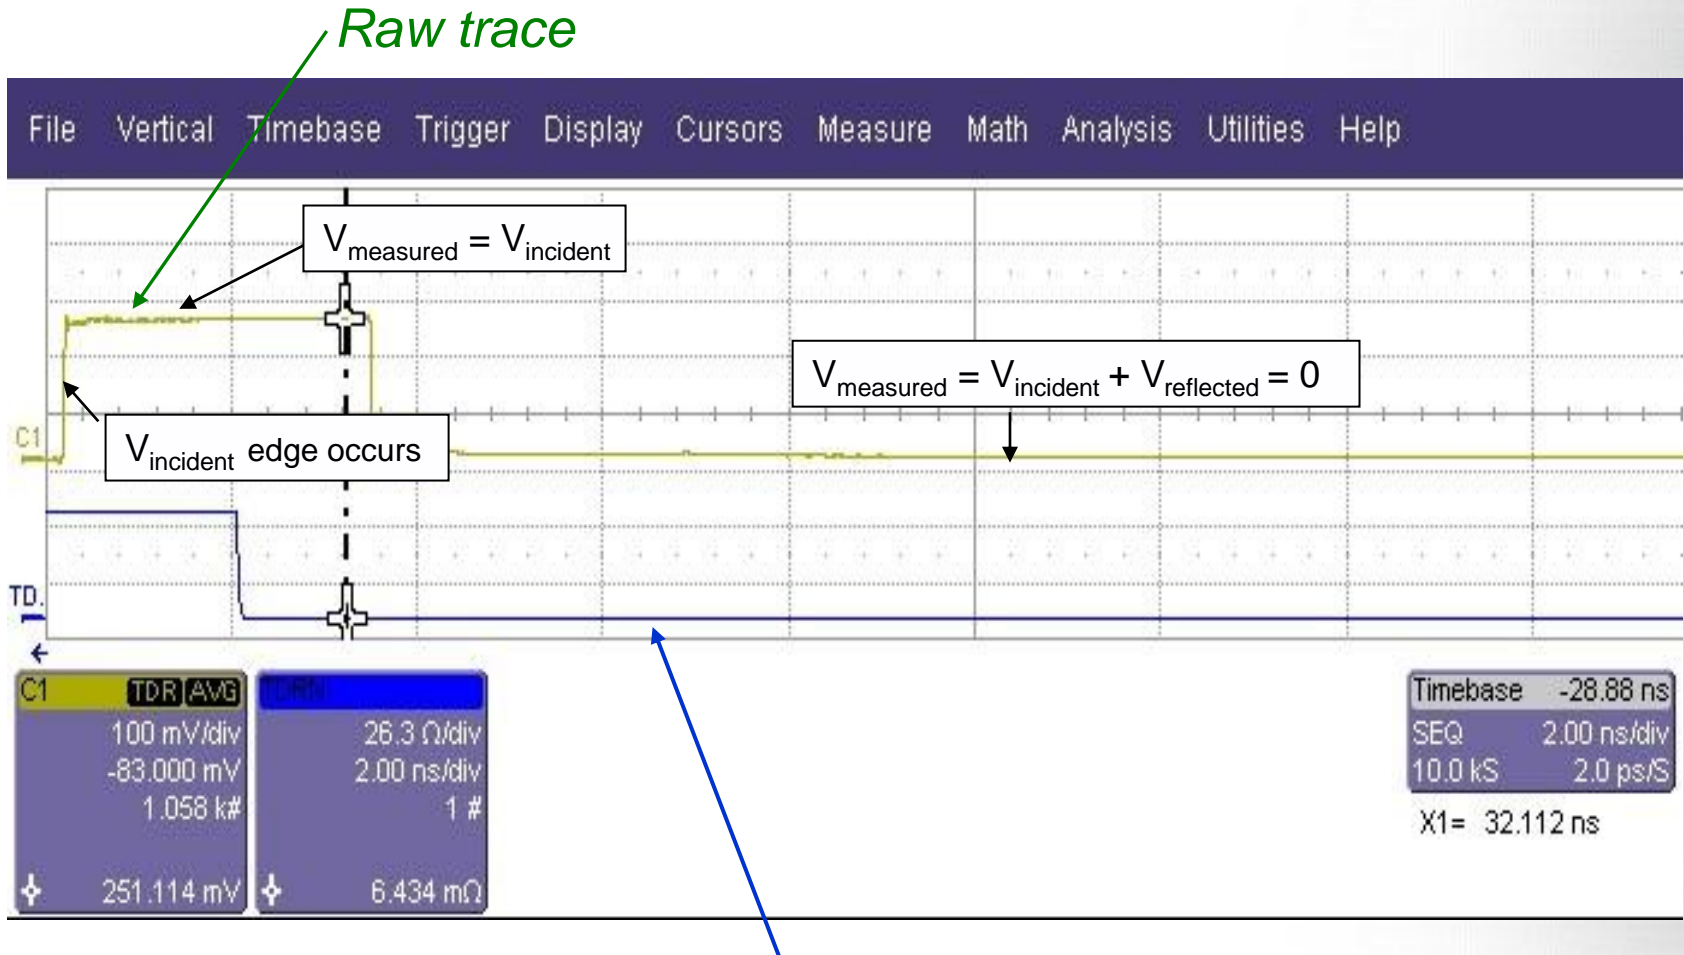 Raw trace
File Vertical Timebase Trigger Display Cursors Measure Math Analysis Utilities Help
Vmeasured = Vincident
Vmeasured = Vincident + Vreflected = 0
C1
Vincident edge occurs
TD.
C1 TDR AVG
100 mV/div
-83.000 mV
1.058 k#
251.114 mV
TDRN
26.3 Ω/div
2.00 ns/div
1 #
6.434 mΩ
Timebase -28.88 ns
SEQ 2.00 ns/div
10.0 kS 2.0 ps/S
X1= 32.112 ns